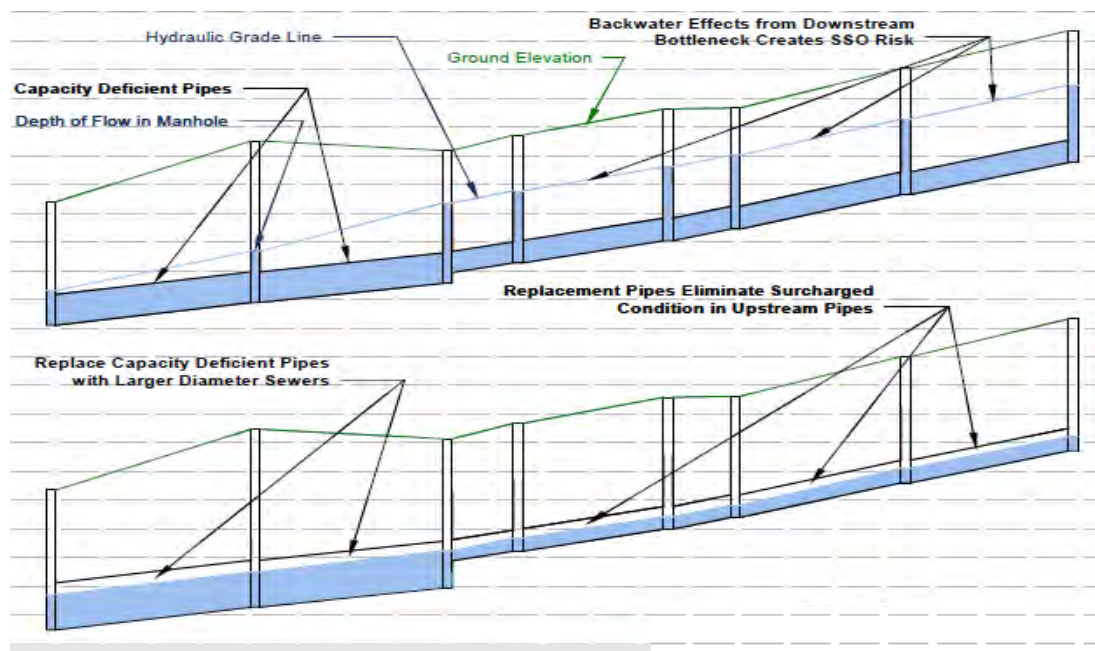 Hydraulic Grade Line
Backwater Effects from Downstream
Bottleneck Creates SSO Risk
Ground Elevation
Capacity Deficient Pipes
Depth of Flow in Manhole
Replacement Pipes Eliminate Surcharged
Condition in Upstream Pipes
Replace Capacity Deficient Pipes
with Larger Diameter Sewers